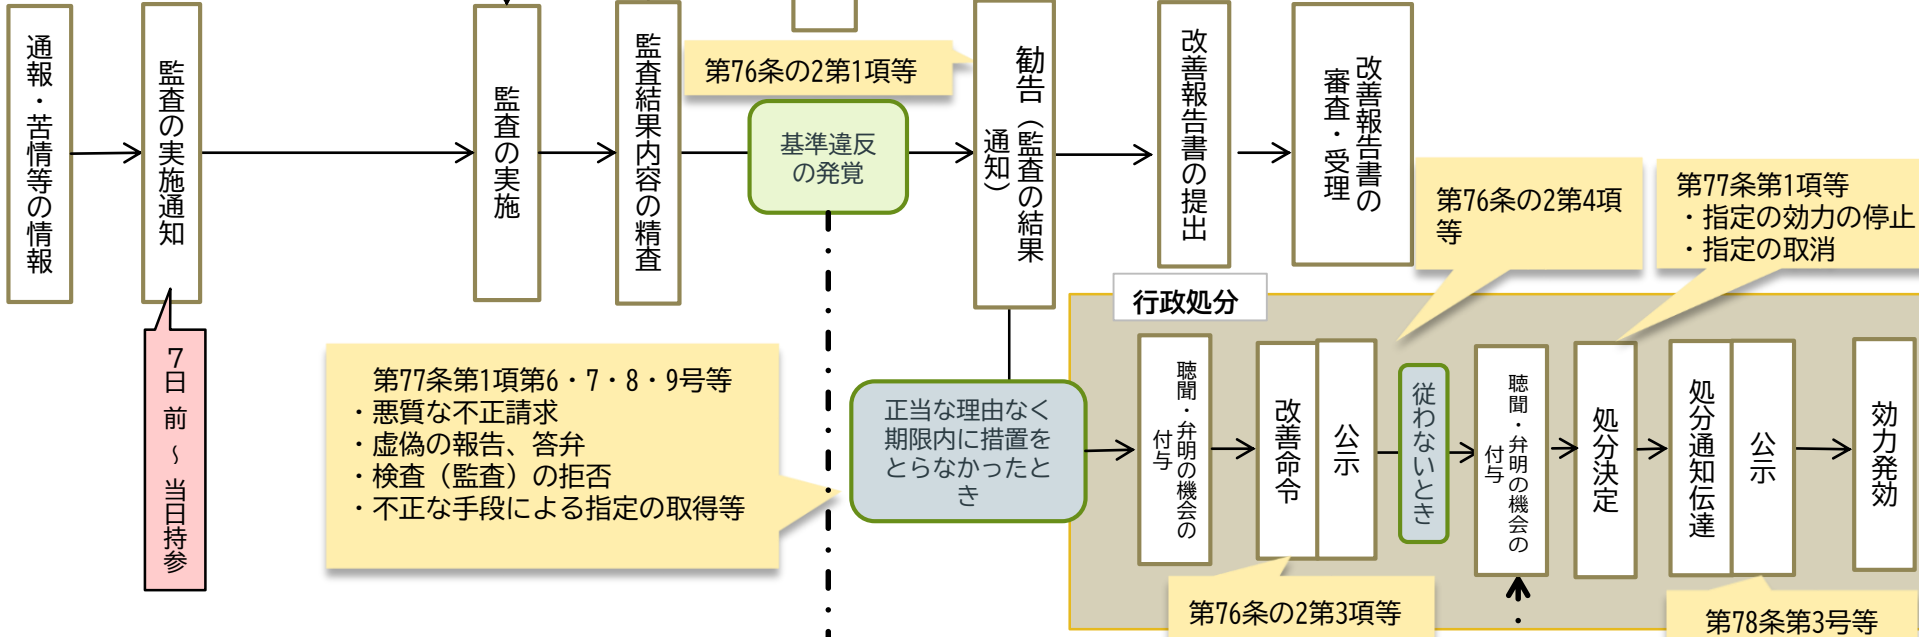 通報・苦情等の情報
監査の実施通知
7日前～当日持参
監査の実施
監査結果内容の精査
第76条の2第1項等
基準違反
の発覚
勧告（監査の結果
通知）
改善報告書の提出
改善報告書の
審査・受理
第76条の2第4項
等
第77条第1項等
・指定の効力の停止
・指定の取消
行政処分
第77条第1項第6・7・8・9号等
・悪質な不正請求
・虚偽の報告、答弁
・検査（監査）の拒否
・不正な手段による指定の取得等
正当な理由なく
期限内に措置を
とらなかったと
き
聴聞・弁明の機会の
付与
改善命令
公示
従わないとき
聴聞・弁明の機会の
付与
処分決定
処分通知伝達
公示
効力発効
第76条の2第3項等
第78条第3号等